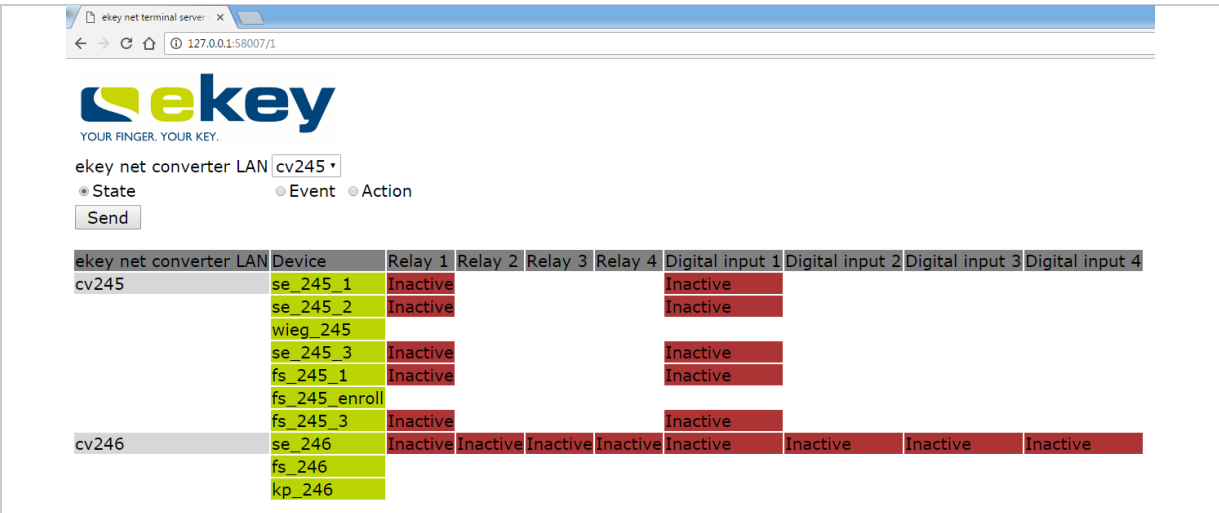 ekey net terminal server
127.0.0.1:58007/1
ekey
YOUR FINGER. YOUR KEY.
ekey net converter LAN cv245
State Event Action
Send
ekey net converter LAN Device Relay 1 Relay 2 Relay 3 Relay 4 Digital input 1 Digital input 2 Digital input 3 Digital input 4
cv245 se_245_1 Inactive Inactive
se_245_2 Inactive Inactive
wieg_245
se_245_3 Inactive Inactive
fs_245_1 Inactive Inactive
fs_245_enroll
fs_245_3 Inactive Inactive
cv246 se_246 Inactive Inactive Inactive Inactive Inactive Inactive Inactive Inactive
fs_246
kp_246